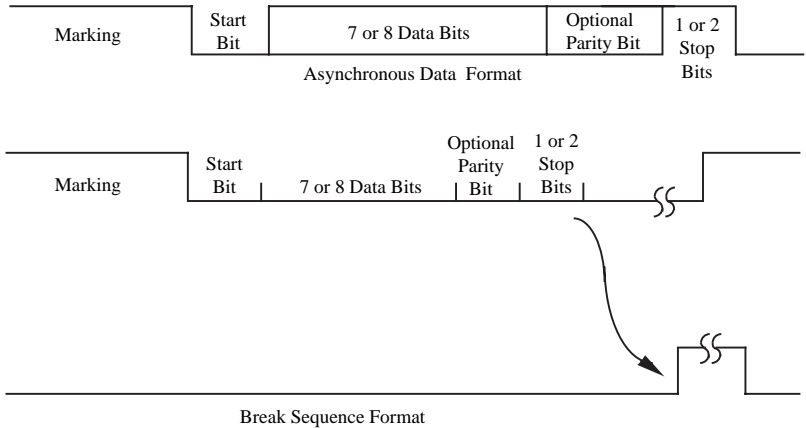 Marking
Start
Bit
7 or 8 Data Bits
Optional
Parity Bit
1 or 2
Stop
Bits
Asynchronous Data Format
Marking
Start
Bit
7 or 8 Data Bits
Optional
Parity
Bit
1 or 2
Stop
Bits
Break Sequence Format